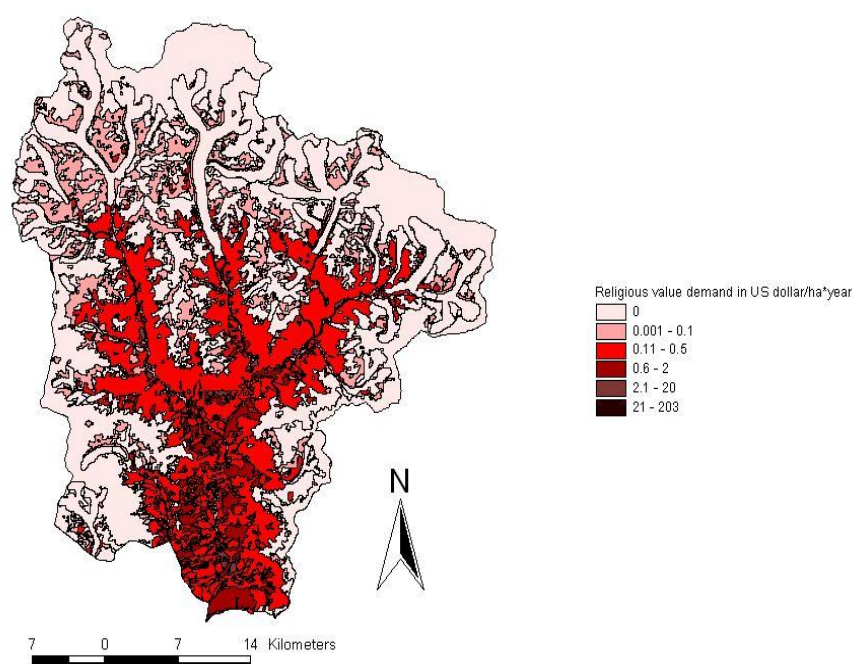 Religious value demand in US dollar/ha*year
0
0.001 - 0.1
0.11 - 0.5
0.6 - 2
2.1 - 20
21 - 203
N
7 0 7 14 Kilometers